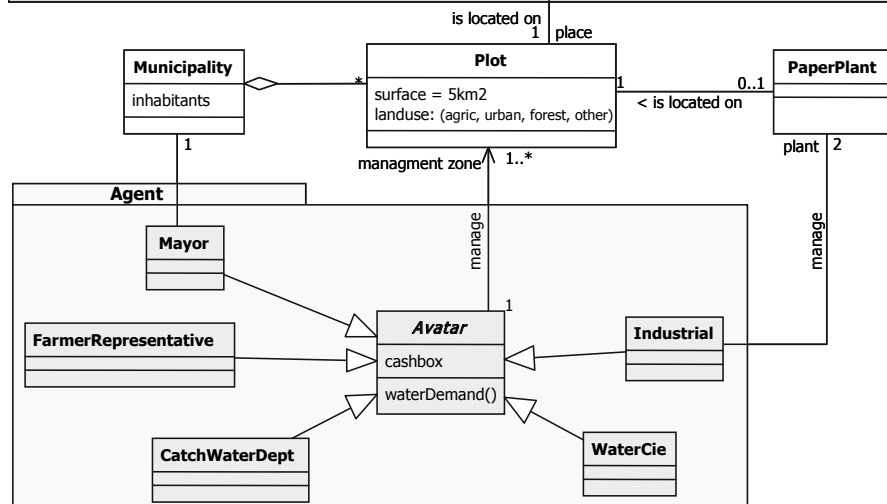 is located on
1 place
Municipality
inhabitants
*
Plot
surface = 5km2
landuse: (agric, urban, forest, other)
1
0..1
< is located on
PaperPlant
1
managment zone
1..*
plant
2
Agent
manage
manage
Mayor
1
Avatar
cashbox
waterDemand()
FarmerRepresentative
Industrial
CatchWaterDept
WaterCie